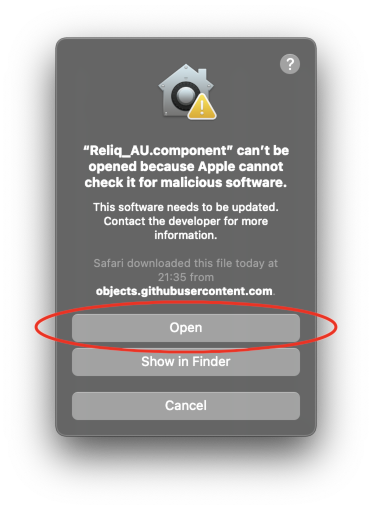 ?
“Reliq_AU.component” can’t be
opened because Apple cannot
check it for malicious software.
This software needs to be updated.
Contact the developer for more
information.
Safari downloaded this file today at
21:35 from
objects.githubusercontent.com.
Open
Show in Finder
Cancel